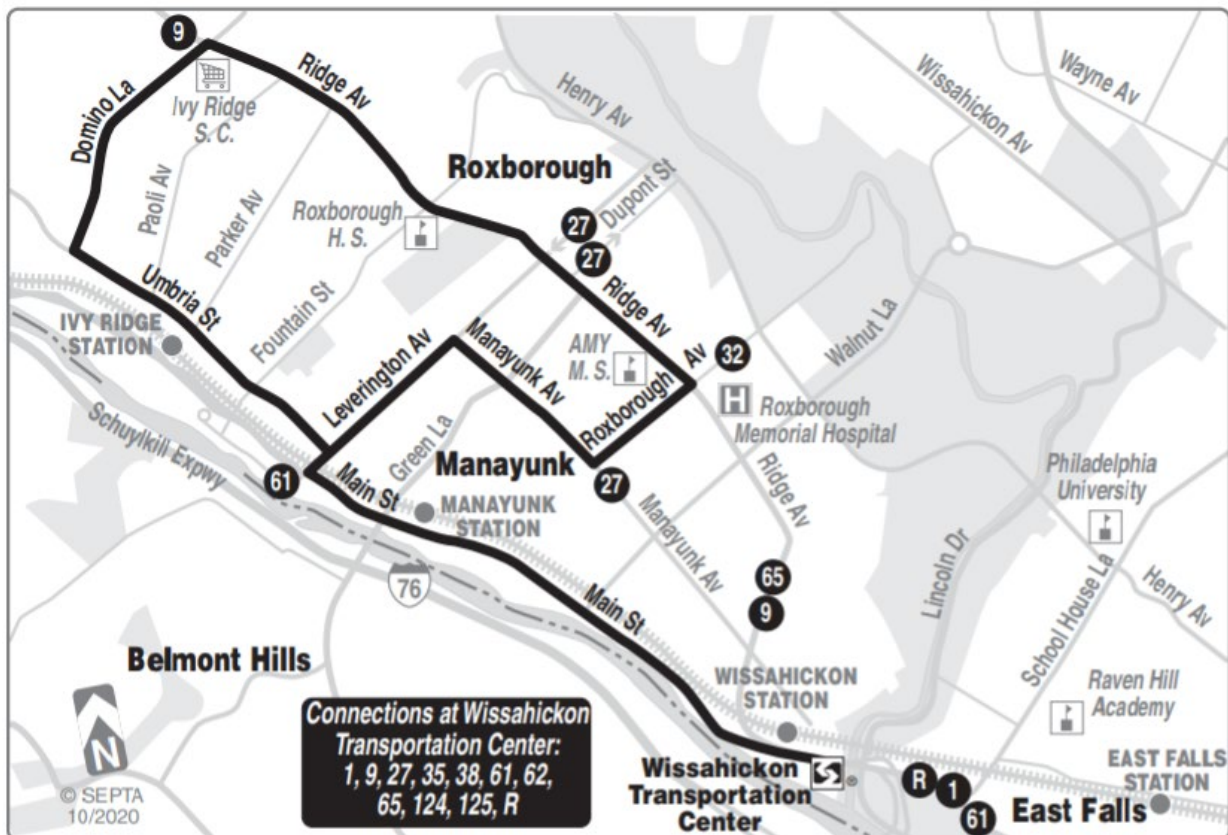 9
Domino La
Ivy Ridge
S. C.
Ridge Av
Paoli Av
Parker Av
Roxborough
H. S.
Roxborough
Henry Av
Dupont St
27
27
Wissahickon Av
Wayne Av
Umbria St
IVY RIDGE
STATION
Fountain St
Leverington Av
Manayunk Av
AMY
M. S.
Ridge Av
Roxborough Av
32
Walnut La
H
Roxborough
Memorial Hospital
Schuylkill Expwy
61
Main St
Green La
Manayunk
27
MANAYUNK
STATION
Manayunk Av
Ridge Av
Philadelphia
University
76
Main St
65
9
Lincoln Dr
School House La
Henry Av
Belmont Hills
N
Connections at Wissahickon
Transportation Center:
1, 9, 27, 35, 38, 61, 62,
65, 124, 125, R
WISSAHICKON
STATION
Raven Hill
Academy
Wissahickon
Transportation
Center
®
R
1
61
EAST FALLS
STATION
East Falls
© SEPTA
10/2020